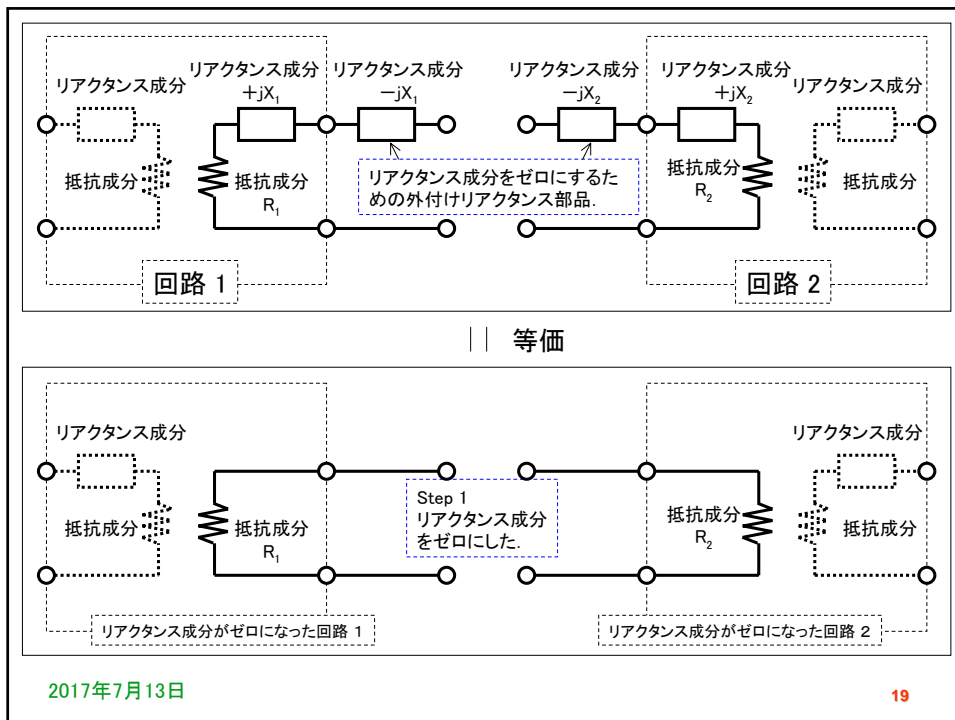 リアクタンス成分
リアクタンス成分
+jX1
リアクタンス成分
−jX1
リアクタンス成分
−jX2
リアクタンス成分
+jX2
リアクタンス成分
抵抗成分
抵抗成分
R1
リアクタンス成分をゼロにするた
めの外付けリアクタンス部品.
抵抗成分
R2
抵抗成分
回路 1
回路 2
|| 等価
リアクタンス成分
リアクタンス成分
抵抗成分
抵抗成分
R1
Step 1
リアクタンス成分
をゼロにした.
抵抗成分
R2
抵抗成分
リアクタンス成分がゼロになった回路 1
リアクタンス成分がゼロになった回路 2
2017年7月13日
19